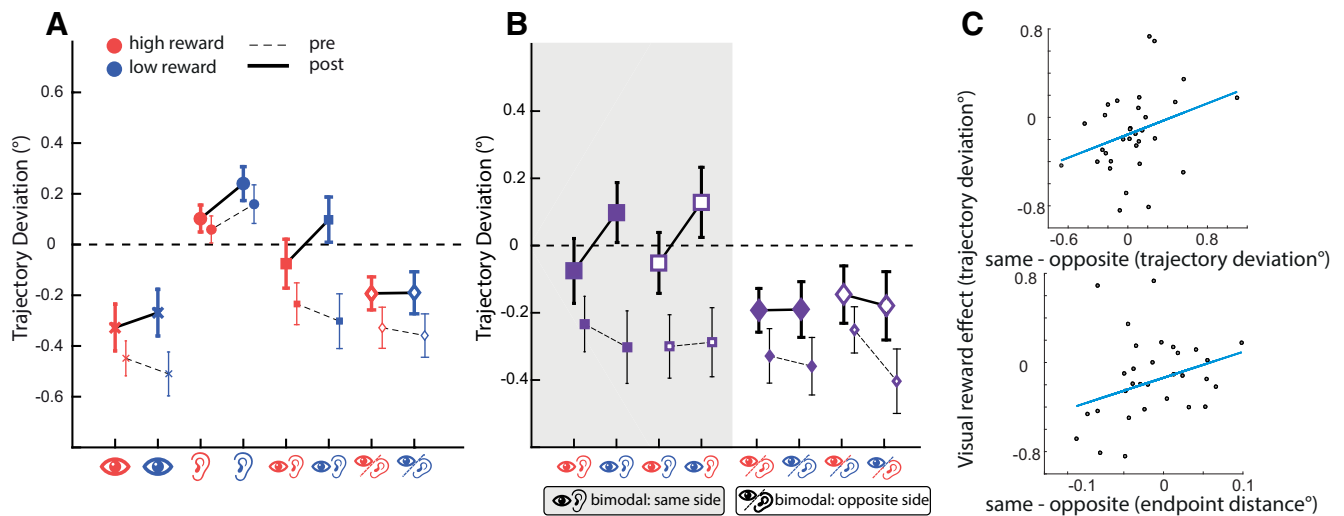 A
high reward
low reward
pre
post
Trajectory Deviation (°)
0.6
0.4
0.2
0
-0.2
-0.4
-0.6
B
Trajectory Deviation (°)
0.4
0.2
0
-0.2
-0.4
bimodal: same side
bimodal: opposite side
C
Visual reward effect (trajectory deviation°)
0.8
0
-0.8
-0.6
0
0.8
same - opposite (trajectory deviation°)
0.8
0
-0.8
-0.1
0
0.1
same - opposite (endpoint distance°)